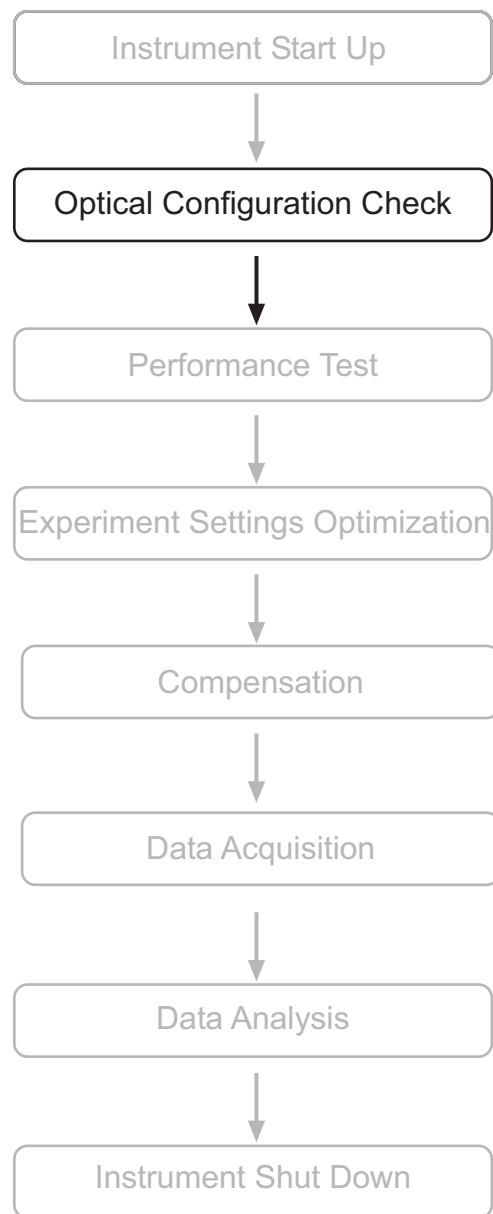 Instrument Start Up
Optical Configuration Check
Performance Test
Experiment Settings Optimization
Compensation
Data Acquisition
Data Analysis
Instrument Shut Down